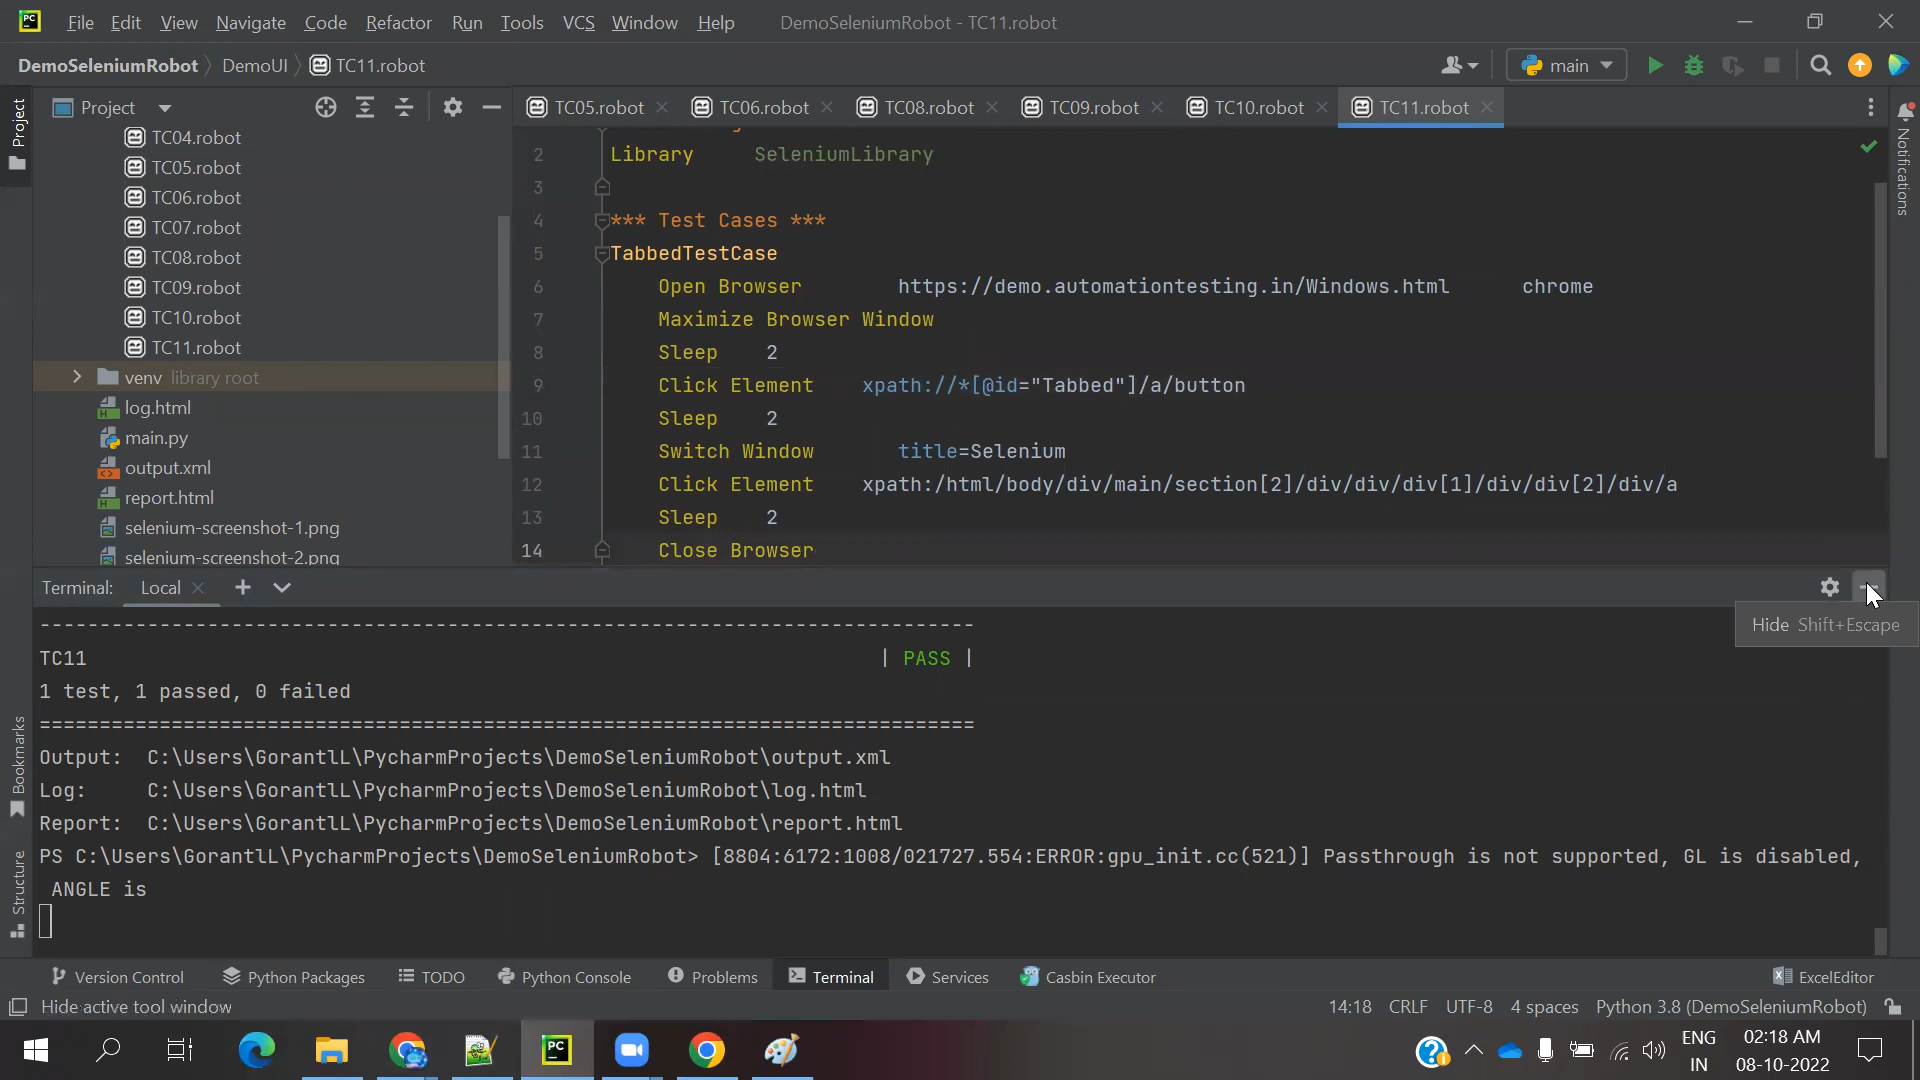 PC File Edit View Navigate Code Refactor Run Tools VCS Window Help DemoSeleniumRobot - TC11.robot
DemoSeleniumRobot DemoUI TC11.robot
main
Project
TC05.robot TC06.robot TC08.robot TC09.robot TC10.robot TC11.robot
Project
Notifications
TC04.robot
TC05.robot
TC06.robot
TC07.robot
TC08.robot
TC09.robot
TC10.robot
TC11.robot
venv library root
log.html
main.py
output.xml
report.html
selenium-screenshot-1.png
selenium-screenshot-2.png
2 Library SeleniumLibrary
3
4 *** Test Cases ***
5 TabbedTestCase
6 Open Browser https://demo.automationtesting.in/Windows.html chrome
7 Maximize Browser Window
8 Sleep 2
9 Click Element xpath://*[@id="Tabbed"]/a/button
10 Sleep 2
11 Switch Window title=Selenium
12 Click Element xpath:/html/body/div/main/section[2]/div/div/div[1]/div/div[2]/div/a
13 Sleep 2
14 Close Browser
Terminal: Local
Hide Shift+Escape
------------------------------------------------------------------------------
TC11 | PASS |
1 test, 1 passed, 0 failed
==============================================================================
Output: C:\Users\GorantlL\PycharmProjects\DemoSeleniumRobot\output.xml
Log: C:\Users\GorantlL\PycharmProjects\DemoSeleniumRobot\log.html
Report: C:\Users\GorantlL\PycharmProjects\DemoSeleniumRobot\report.html
PS C:\Users\GorantlL\PycharmProjects\DemoSeleniumRobot> [8804:6172:1008/021727.554:ERROR:gpu_init.cc(521)] Passthrough is not supported, GL is disabled,
ANGLE is
Bookmarks
Structure
Version Control Python Packages TODO Python Console Problems Terminal Services Casbin Executor ExcelEditor
Hide active tool window 14:18 CRLF UTF-8 4 spaces Python 3.8 (DemoSeleniumRobot)
PC
ENG
IN
02:18 AM
08-10-2022